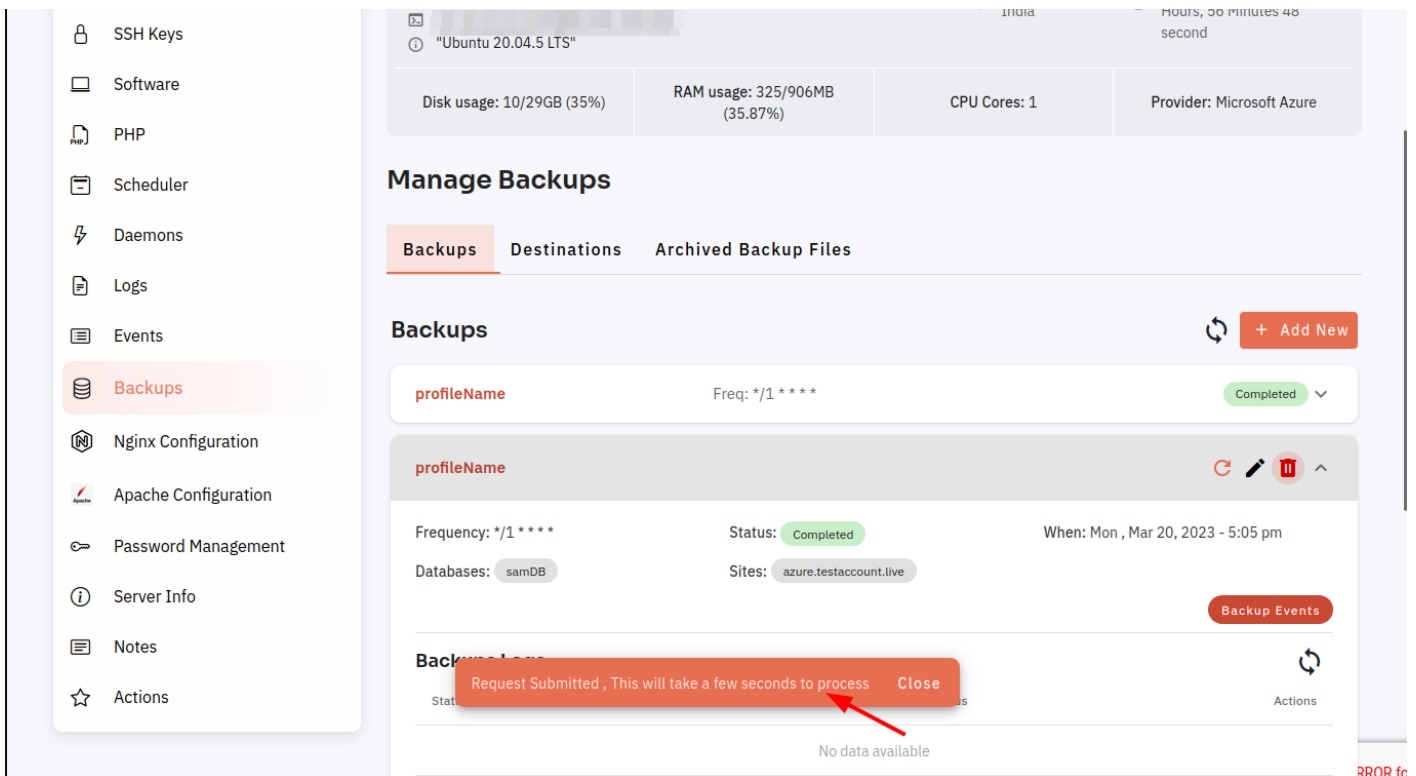 SSH Keys
Software
PHP
PHP
Scheduler
Daemons
Logs
Events
Backups
Nginx Configuration
Apache
Apache Configuration
Password Management
Server Info
Notes
Actions
India
Hours, 56 Minutes 48
second
"Ubuntu 20.04.5 LTS"
Disk usage: 10/29GB (35%)
RAM usage: 325/906MB
(35.87%)
CPU Cores: 1
Provider: Microsoft Azure
Manage Backups
Backups Destinations Archived Backup Files
Backups
+ Add New
profileName Freq: */1 * * * * Completed
profileName
Frequency: */1 * * * * Status: Completed When: Mon , Mar 20, 2023 - 5:05 pm
Databases: samDB Sites: azure.testaccount.live
Backup Events
Request Submitted , This will take a few seconds to process Close
Actions
No data available